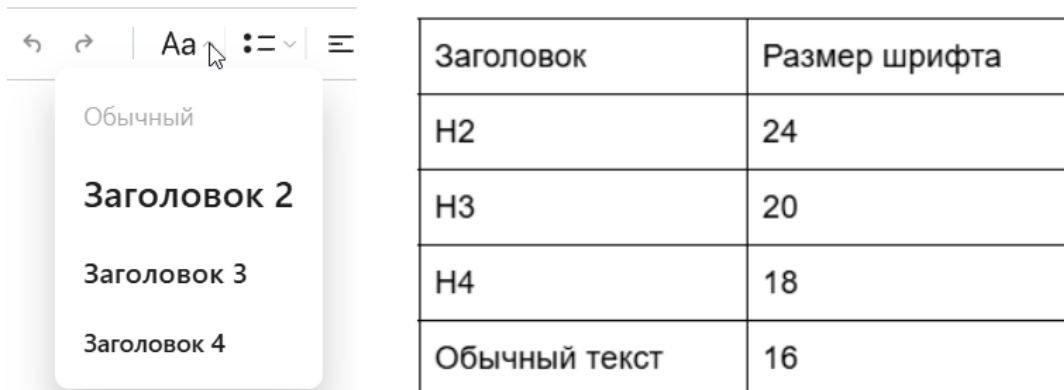 Aa
Обычный
Заголовок 2
Заголовок 3
Заголовок 4
Заголовок Размер шрифта
H2 24
H3 20
H4 18
Обычный текст 16